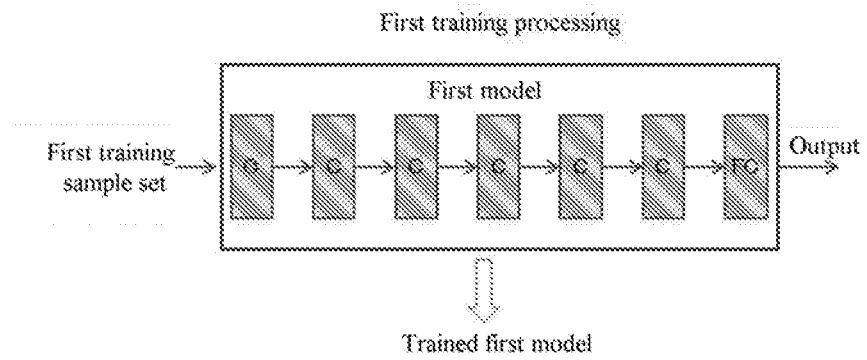 First training processing
First model
First training
sample set
C C C C C C FC
Output
Trained first model